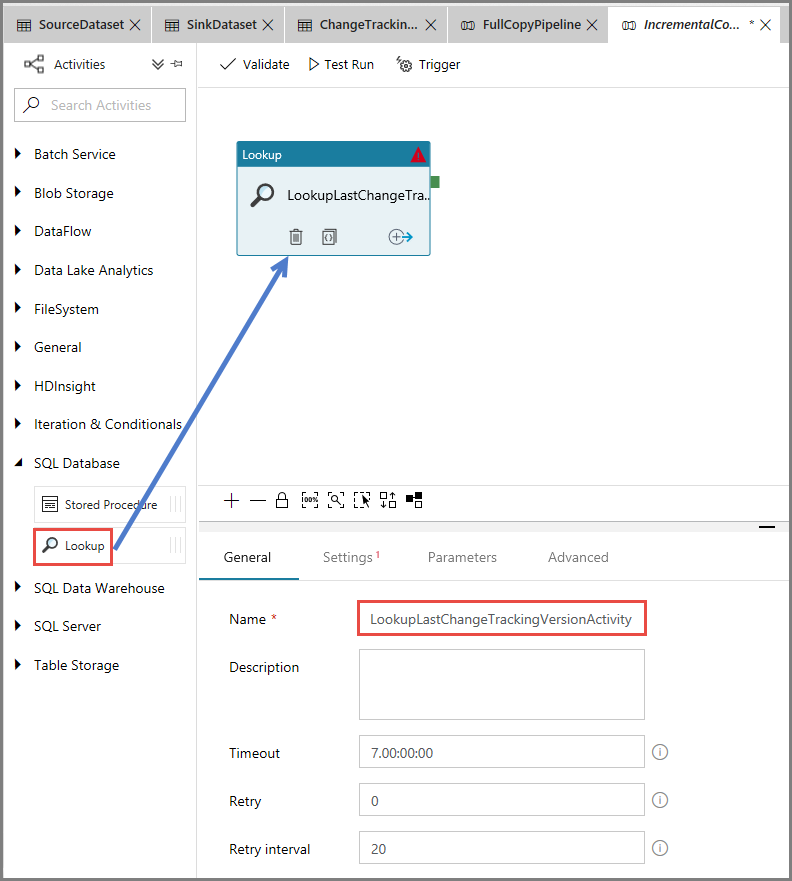 SourceDataset
SinkDataset
ChangeTrackin...
FullCopyPipeline
IncrementalCo... *
Activities
Validate
Test Run
Trigger
Search Activities
Batch Service
Blob Storage
DataFlow
Data Lake Analytics
FileSystem
General
HDInsight
Iteration & Conditionals
SQL Database
Stored Procedure
Lookup
SQL Data Warehouse
SQL Server
Table Storage
Lookup
LookupLastChangeTra..
100%
General
Settings 1
Parameters
Advanced
Name *
LookupLastChangeTrackingVersionActivity
Description
Timeout
7.00:00:00
Retry
0
Retry interval
20